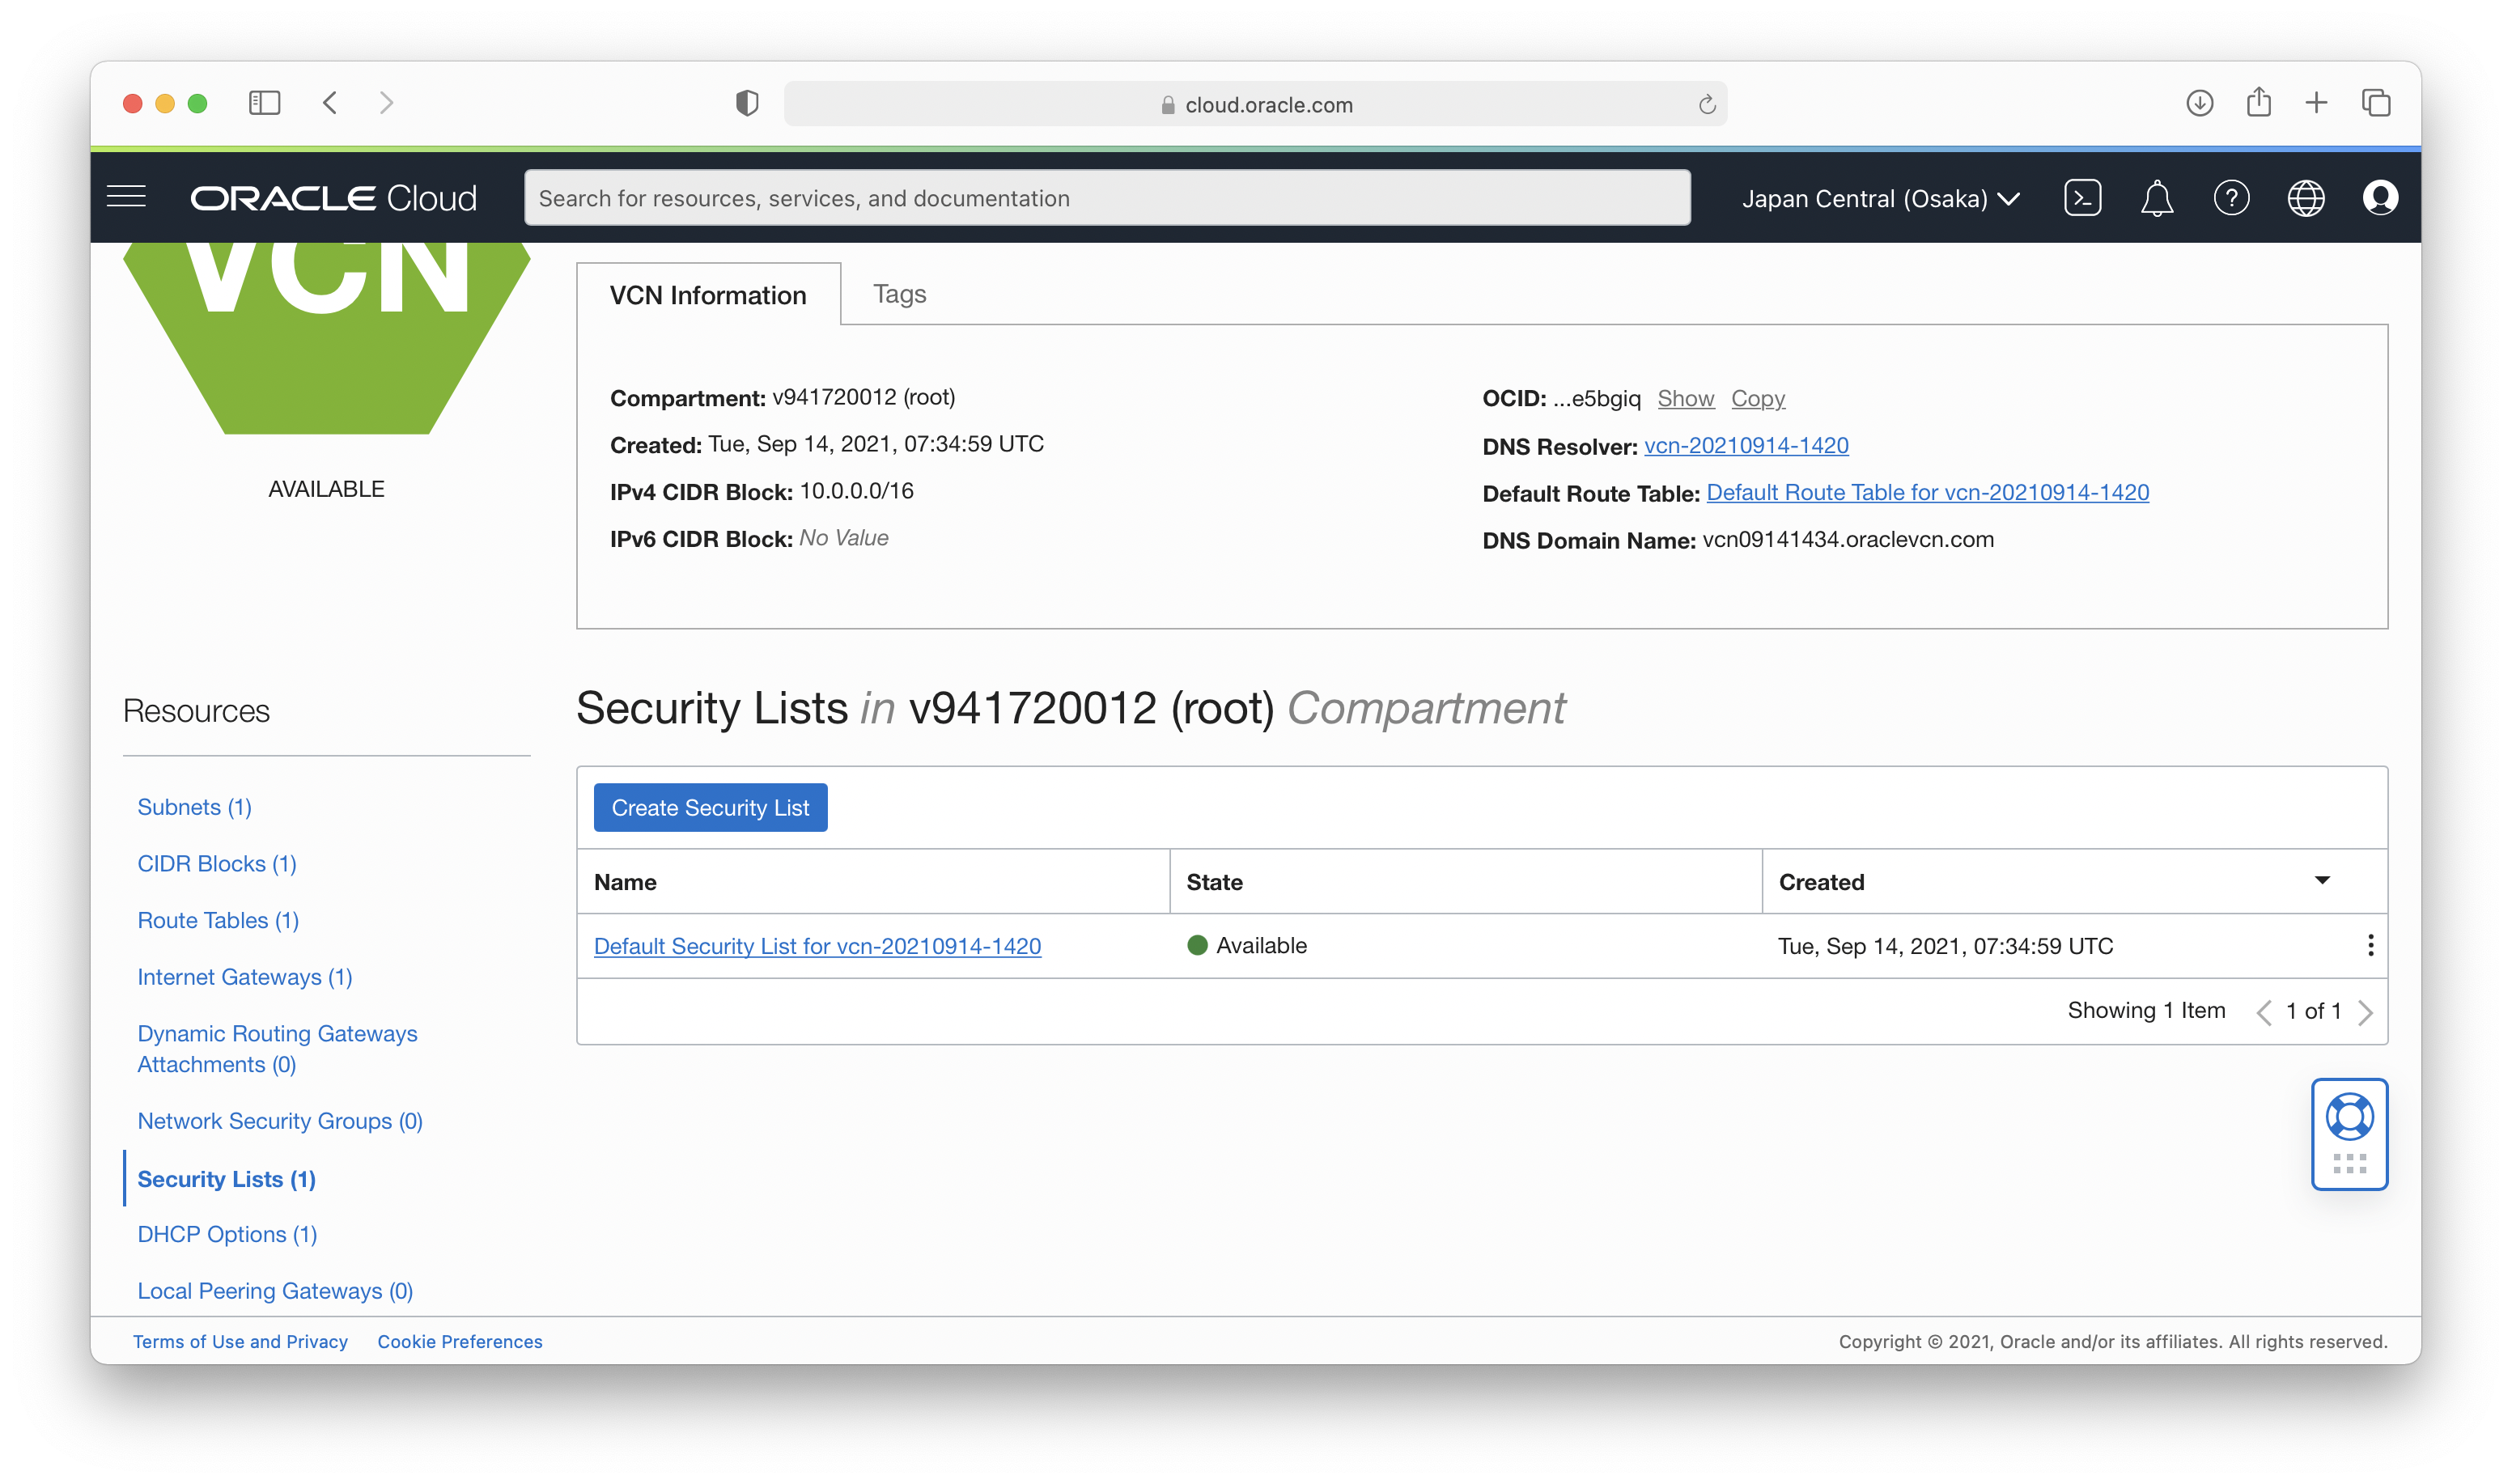 cloud.oracle.com
ORACLE Cloud
Search for resources, services, and documentation
Japan Central (Osaka)
VCN
AVAILABLE
VCN Information
Tags
Compartment: v941720012 (root)
Created: Tue, Sep 14, 2021, 07:34:59 UTC
IPv4 CIDR Block: 10.0.0.0/16
IPv6 CIDR Block: No Value
OCID: ...e5bgiq Show Copy
DNS Resolver: vcn-20210914-1420
Default Route Table: Default Route Table for vcn-20210914-1420
DNS Domain Name: vcn09141434.oraclevcn.com
Resources
Subnets (1)
CIDR Blocks (1)
Route Tables (1)
Internet Gateways (1)
Dynamic Routing Gateways
Attachments (0)
Network Security Groups (0)
Security Lists (1)
DHCP Options (1)
Local Peering Gateways (0)
Security Lists in v941720012 (root) Compartment
Create Security List
Name State Created
Default Security List for vcn-20210914-1420 Available Tue, Sep 14, 2021, 07:34:59 UTC
Showing 1 Item 1 of 1
Terms of Use and Privacy Cookie Preferences
Copyright © 2021, Oracle and/or its affiliates. All rights reserved.